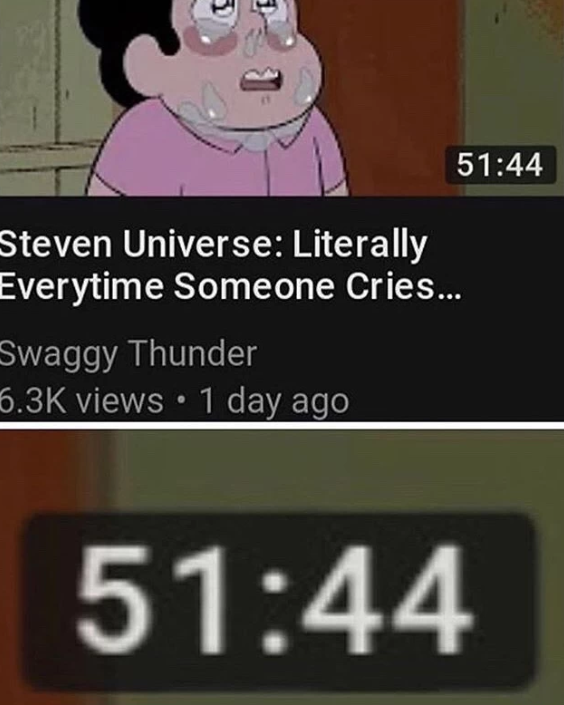 51:44
Steven Universe: Literally
Everytime Someone Cries...
Swaggy Thunder
6.3K views • 1 day ago
51:44